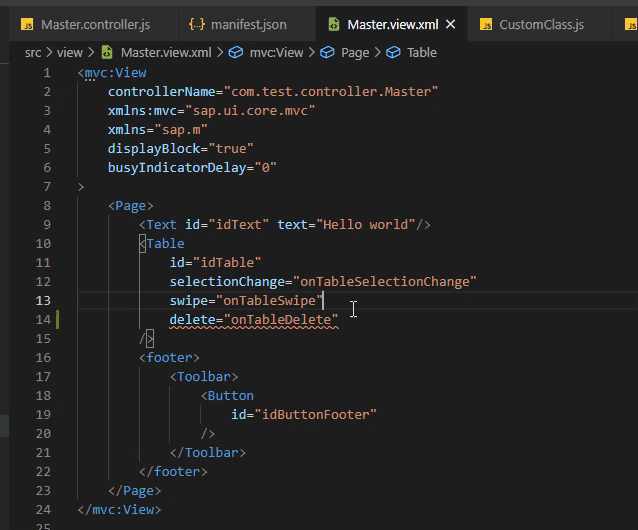 Master.controller.js manifest.json Master.view.xml CustomClass.js
src > view > Master.view.xml > mvc:View > Page > Table
1 <mvc:View
2 controllerName="com.test.controller.Master"
3 xmlns:mvc="sap.ui.core.mvc"
4 xmlns="sap.m"
5 displayBlock="true"
6 busyIndicatorDelay="0"
7 >
8 <Page>
9 <Text id="idText" text="Hello world"/>
10 <Table
11 id="idTable"
12 selectionChange="onTableSelectionChange"
13 swipe="onTableSwipe"
14 delete="onTableDelete"
15 />
16 <footer>
17 <Toolbar>
18 <Button
19 id="idButtonFooter"
20 />
21 </Toolbar>
22 </footer>
23 </Page>
24 </mvc:View>
25